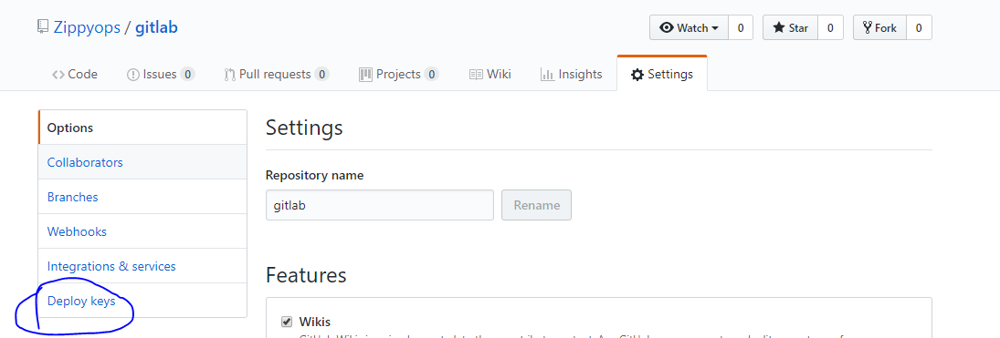 Zippyops / gitlab
Watch 0 Star 0 Fork 0
Code Issues 0 Pull requests 0 Projects 0 Wiki Insights Settings
Options
Collaborators
Branches
Webhooks
Integrations & services
Deploy keys
Settings
Repository name
gitlab Rename
Features
Wikis